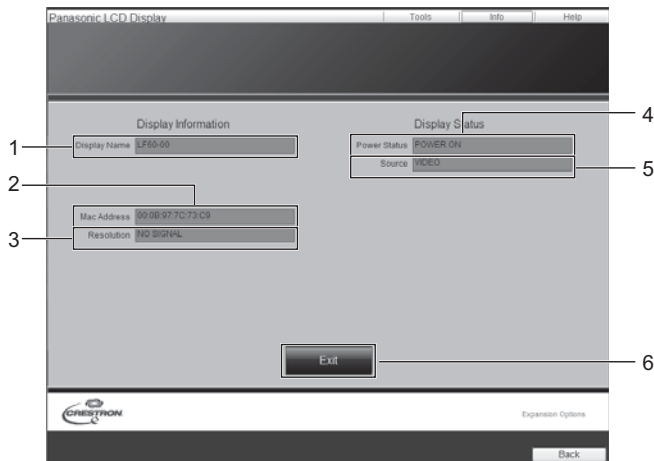 Panasonic LCD Display
Tools
Info
Help
Display Information
Display Status
4
1
Display Name LF60-00
Power Status POWER ON
5
Source VIDEO
2
Mac Address 00:0B:97:7C:73:C9
3
Resolution NO SIGNAL
Exit
6
CRESTRON
Expansion Options
Back